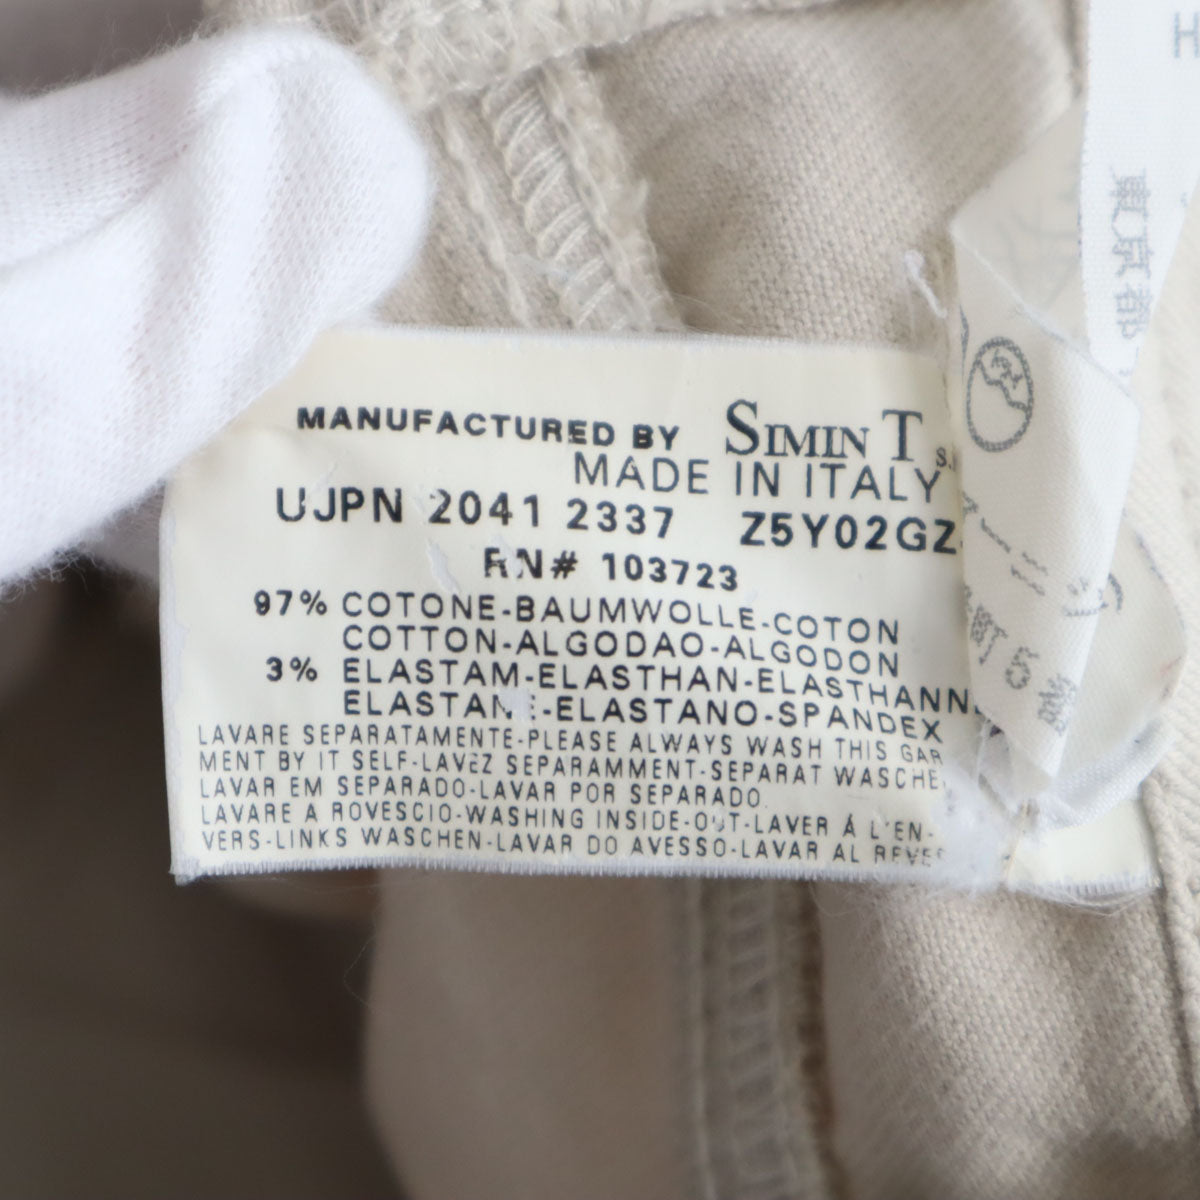 MANUFACTURED BY SIMIN T
MADE IN ITALY
UJPN 2041 2337 Z5Y02GZ
RN# 103723
97% COTONE-BAUMWOLLE-COTON
COTTON-ALGODAO-ALGODON
3% ELASTAM-ELASTHAN-ELASTHANN
ELASTANE-ELASTANO-SPANDEX
LAVARE SEPARATAMENTE-PLEASE ALWAYS WASH THIS GAR
MENT BY IT SELF-LAVEZ SEPARAMMENT-SEPARAT WASCHE
LAVAR EM SEPARADO-LAVAR POR SEPARADO.
LAVARE A ROVESCIO-WASHING INSIDE-OUT-LAVER Á L'EN-
VERS-LINKS WASCHEN-LAVAR DO AVESSO-LAVAR AL REVES
東京都